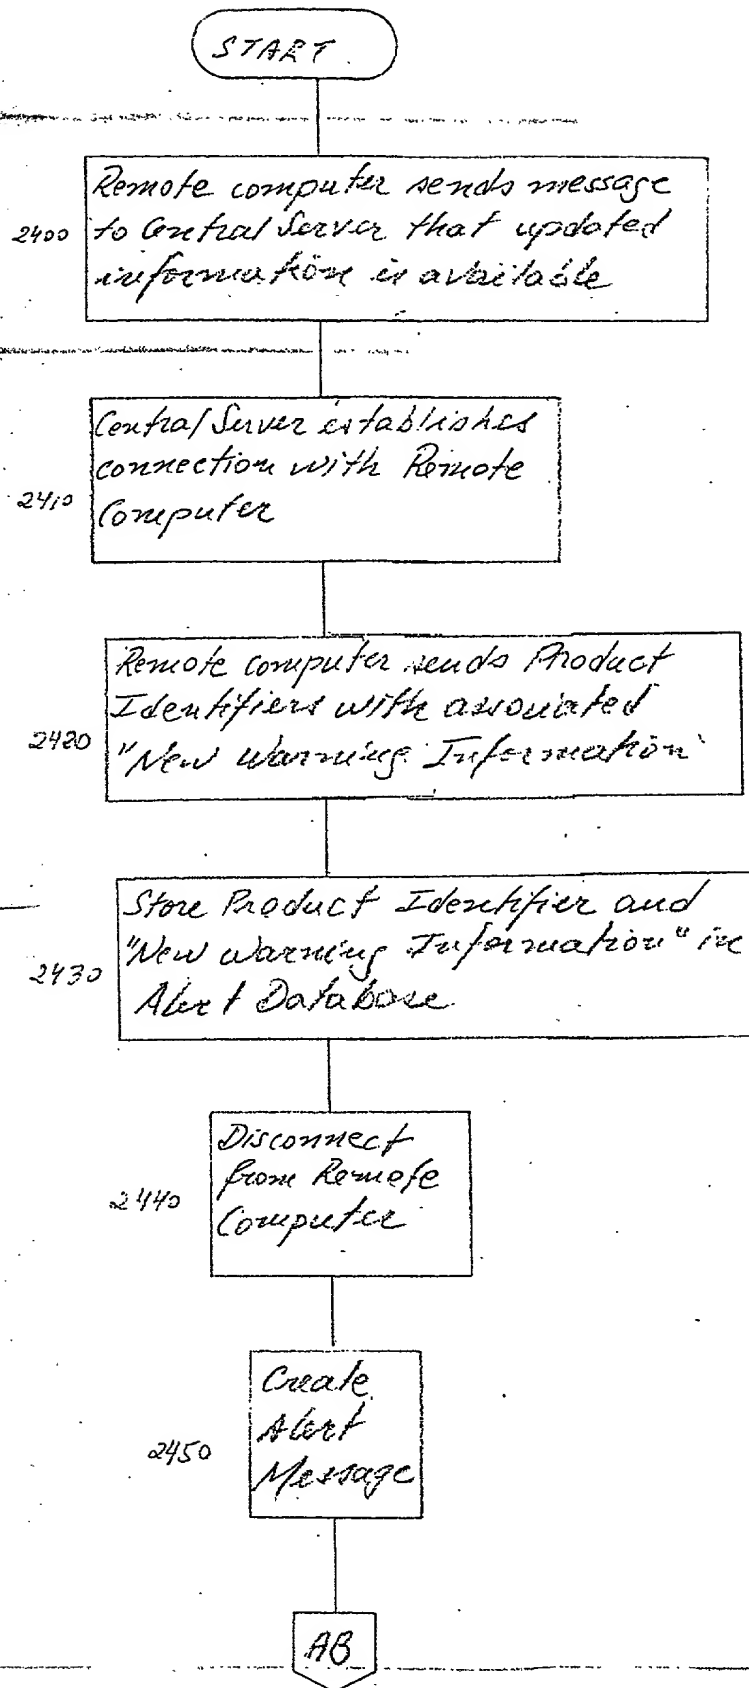 START
Remote computer sends message
2400 to Central Server that updated
information is available
Central Server establishes
connection with Remote
2410 Computer
Remote computer sends Product
Identifiers with associated
2420 "New Warning Information"
Store Product Identifier and
"New Warning Information" in
2430 Alert Database
Disconnect
from Remote
2440 Computer
Create
Alert
2450 Message
AB